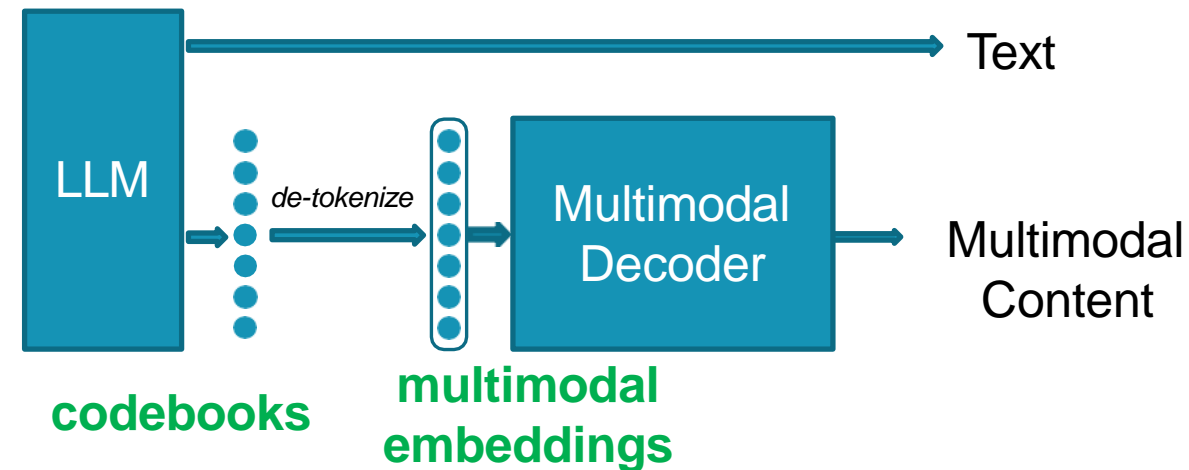 LLM
Text
de-tokenize
Multimodal
Decoder
Multimodal
Content
codebooks
multimodal
embeddings